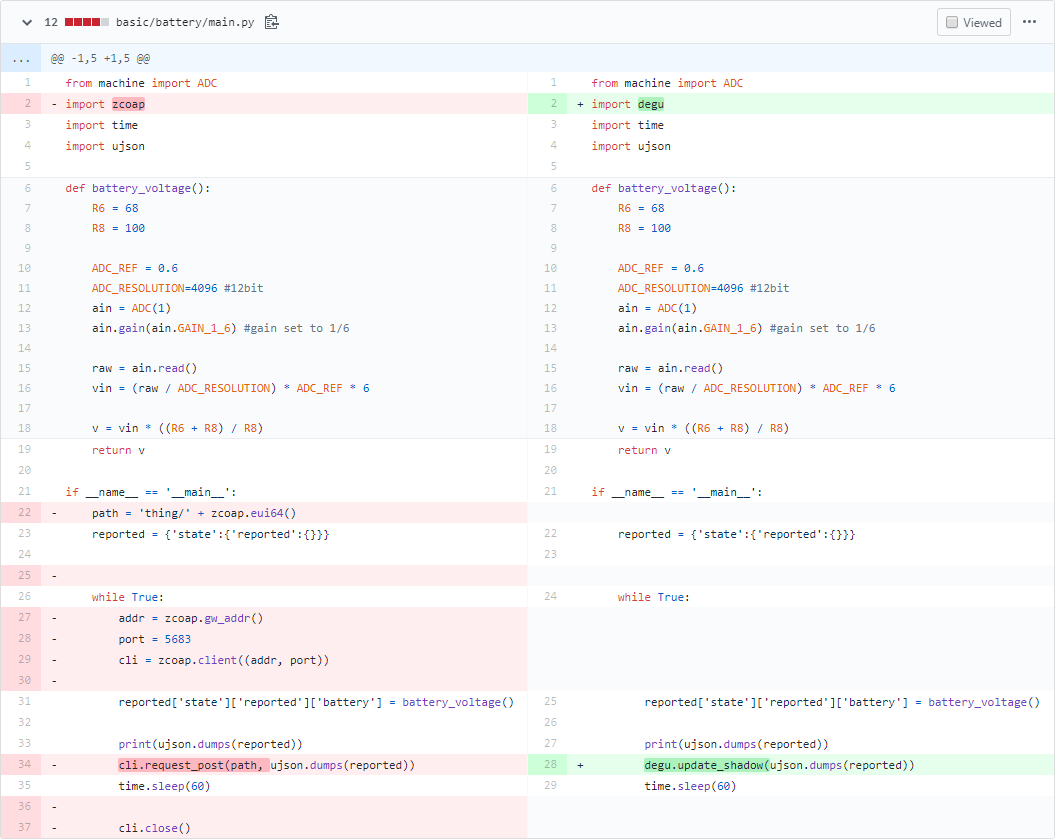 12 basic/battery/main.py Viewed ...
... @@ -1,5 +1,5 @@
1 from machine import ADC 1 from machine import ADC
2 - import zcoap 2 + import degu
3 import time 3 import time
4 import ujson 4 import ujson
5 5
6 def battery_voltage(): 6 def battery_voltage():
7 R6 = 68 7 R6 = 68
8 R8 = 100 8 R8 = 100
9 9
10 ADC_REF = 0.6 10 ADC_REF = 0.6
11 ADC_RESOLUTION=4096 #12bit 11 ADC_RESOLUTION=4096 #12bit
12 ain = ADC(1) 12 ain = ADC(1)
13 ain.gain(ain.GAIN_1_6) #gain set to 1/6 13 ain.gain(ain.GAIN_1_6) #gain set to 1/6
14 14
15 raw = ain.read() 15 raw = ain.read()
16 vin = (raw / ADC_RESOLUTION) * ADC_REF * 6 16 vin = (raw / ADC_RESOLUTION) * ADC_REF * 6
17 17
18 v = vin * ((R6 + R8) / R8) 18 v = vin * ((R6 + R8) / R8)
19 return v 19 return v
20 20
21 if __name__ == '__main__': 21 if __name__ == '__main__':
22 - path = 'thing/' + zcoap.eui64()
23 reported = {'state':{'reported':{}}} 22 reported = {'state':{'reported':{}}}
24 23
25 -
26 while True: 24 while True:
27 - addr = zcoap.gw_addr()
28 - port = 5683
29 - cli = zcoap.client((addr, port))
30 -
31 reported['state']['reported']['battery'] = battery_voltage() 25 reported['state']['reported']['battery'] = battery_voltage()
32 26
33 print(ujson.dumps(reported)) 27 print(ujson.dumps(reported))
34 - cli.request_post(path, ujson.dumps(reported)) 28 + degu.update_shadow(ujson.dumps(reported))
35 time.sleep(60) 29 time.sleep(60)
36 -
37 - cli.close()